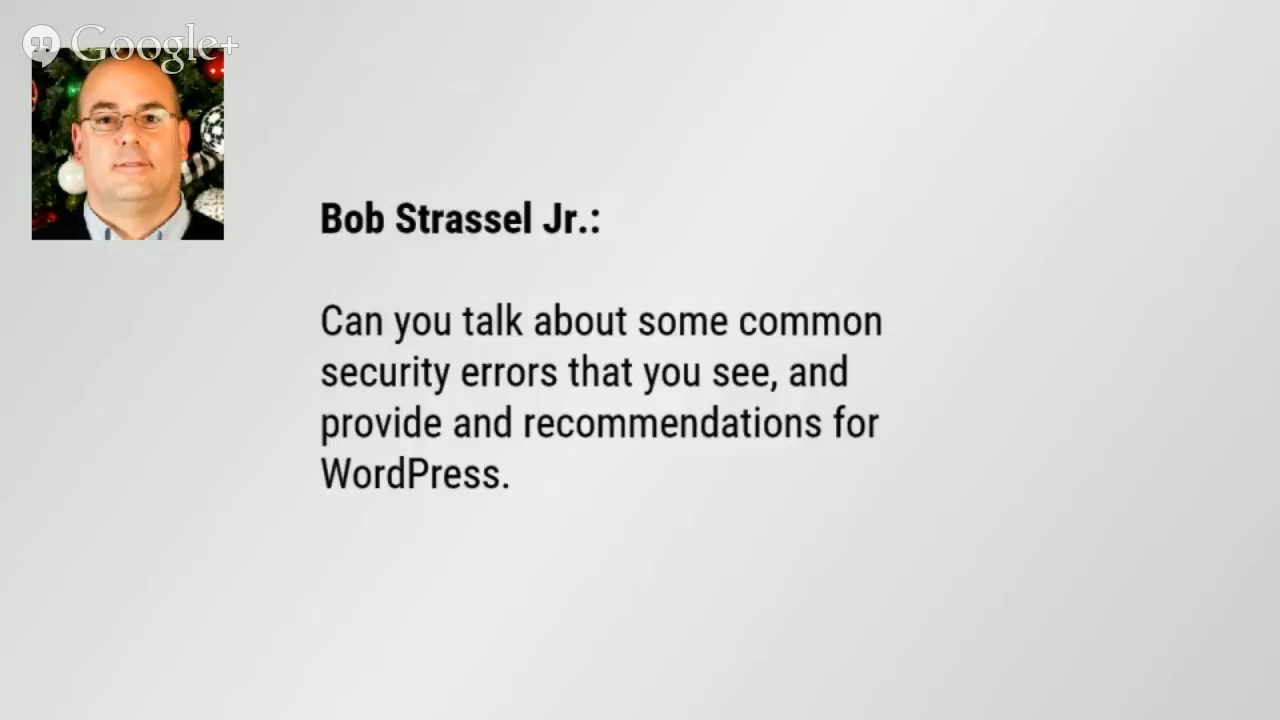 Google+
Bob Strassel Jr.:
Can you talk about some common
security errors that you see, and
provide and recommendations for
WordPress.